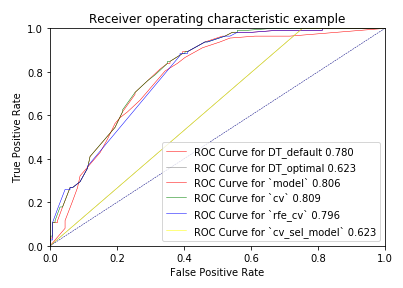 Receiver operating characteristic example
1.0
0.8
0.6
0.4
0.2
0.0
True Positive Rate
ROC Curve for DT_default 0.780
ROC Curve for DT_optimal 0.623
ROC Curve for `model` 0.806
ROC Curve for `cv` 0.809
ROC Curve for `rfe_cv` 0.796
ROC Curve for `cv_sel_model` 0.623
0.0 0.2 0.4 0.6 0.8 1.0
False Positive Rate